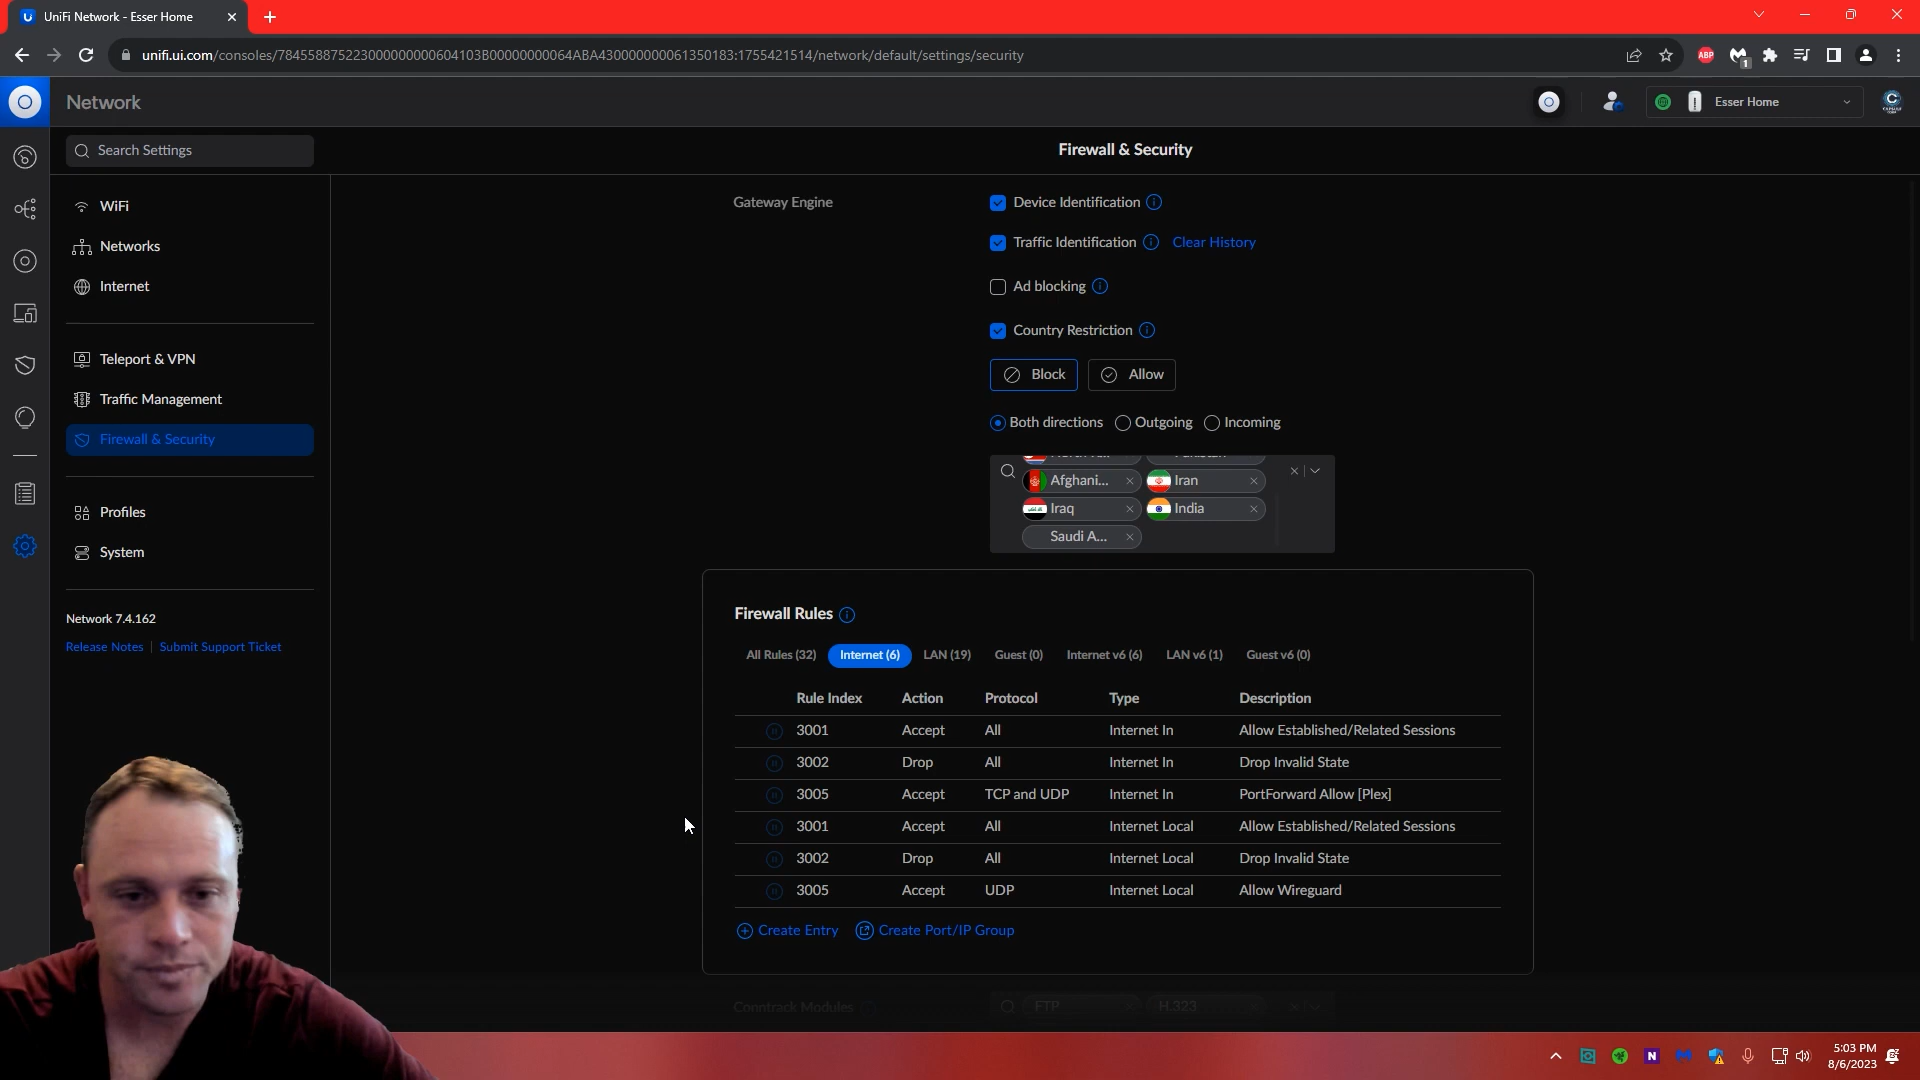 UniFi Network - Esser Home
unifi.ui.com/consoles/784558875223000000000604103B00000000064ABA430000000061350183:1755421514/network/default/settings/security
ABP
1
Network
Esser Home
Search Settings
Firewall & Security
WiFi
Networks
Internet
Teleport & VPN
Traffic Management
Firewall & Security
Profiles
System
Network 7.4.162
Release Notes | Submit Support Ticket
Gateway Engine
Device Identification
Traffic Identification Clear History
Ad blocking
Country Restriction
Block Allow
Both directions Outgoing Incoming
Afghani... Iran
Iraq India
Saudi A...
Firewall Rules
All Rules (32) Internet (6) LAN (19) Guest (0) Internet v6 (6) LAN v6 (1) Guest v6 (0)
Rule Index Action Protocol Type Description
3001 Accept All Internet In Allow Established/Related Sessions
3002 Drop All Internet In Drop Invalid State
3005 Accept TCP and UDP Internet In PortForward Allow [Plex]
3001 Accept All Internet Local Allow Established/Related Sessions
3002 Drop All Internet Local Drop Invalid State
3005 Accept UDP Internet Local Allow Wireguard
Create Entry Create Port/IP Group
Conntrack Modules FTP H.323
N
5:03 PM
8/6/2023